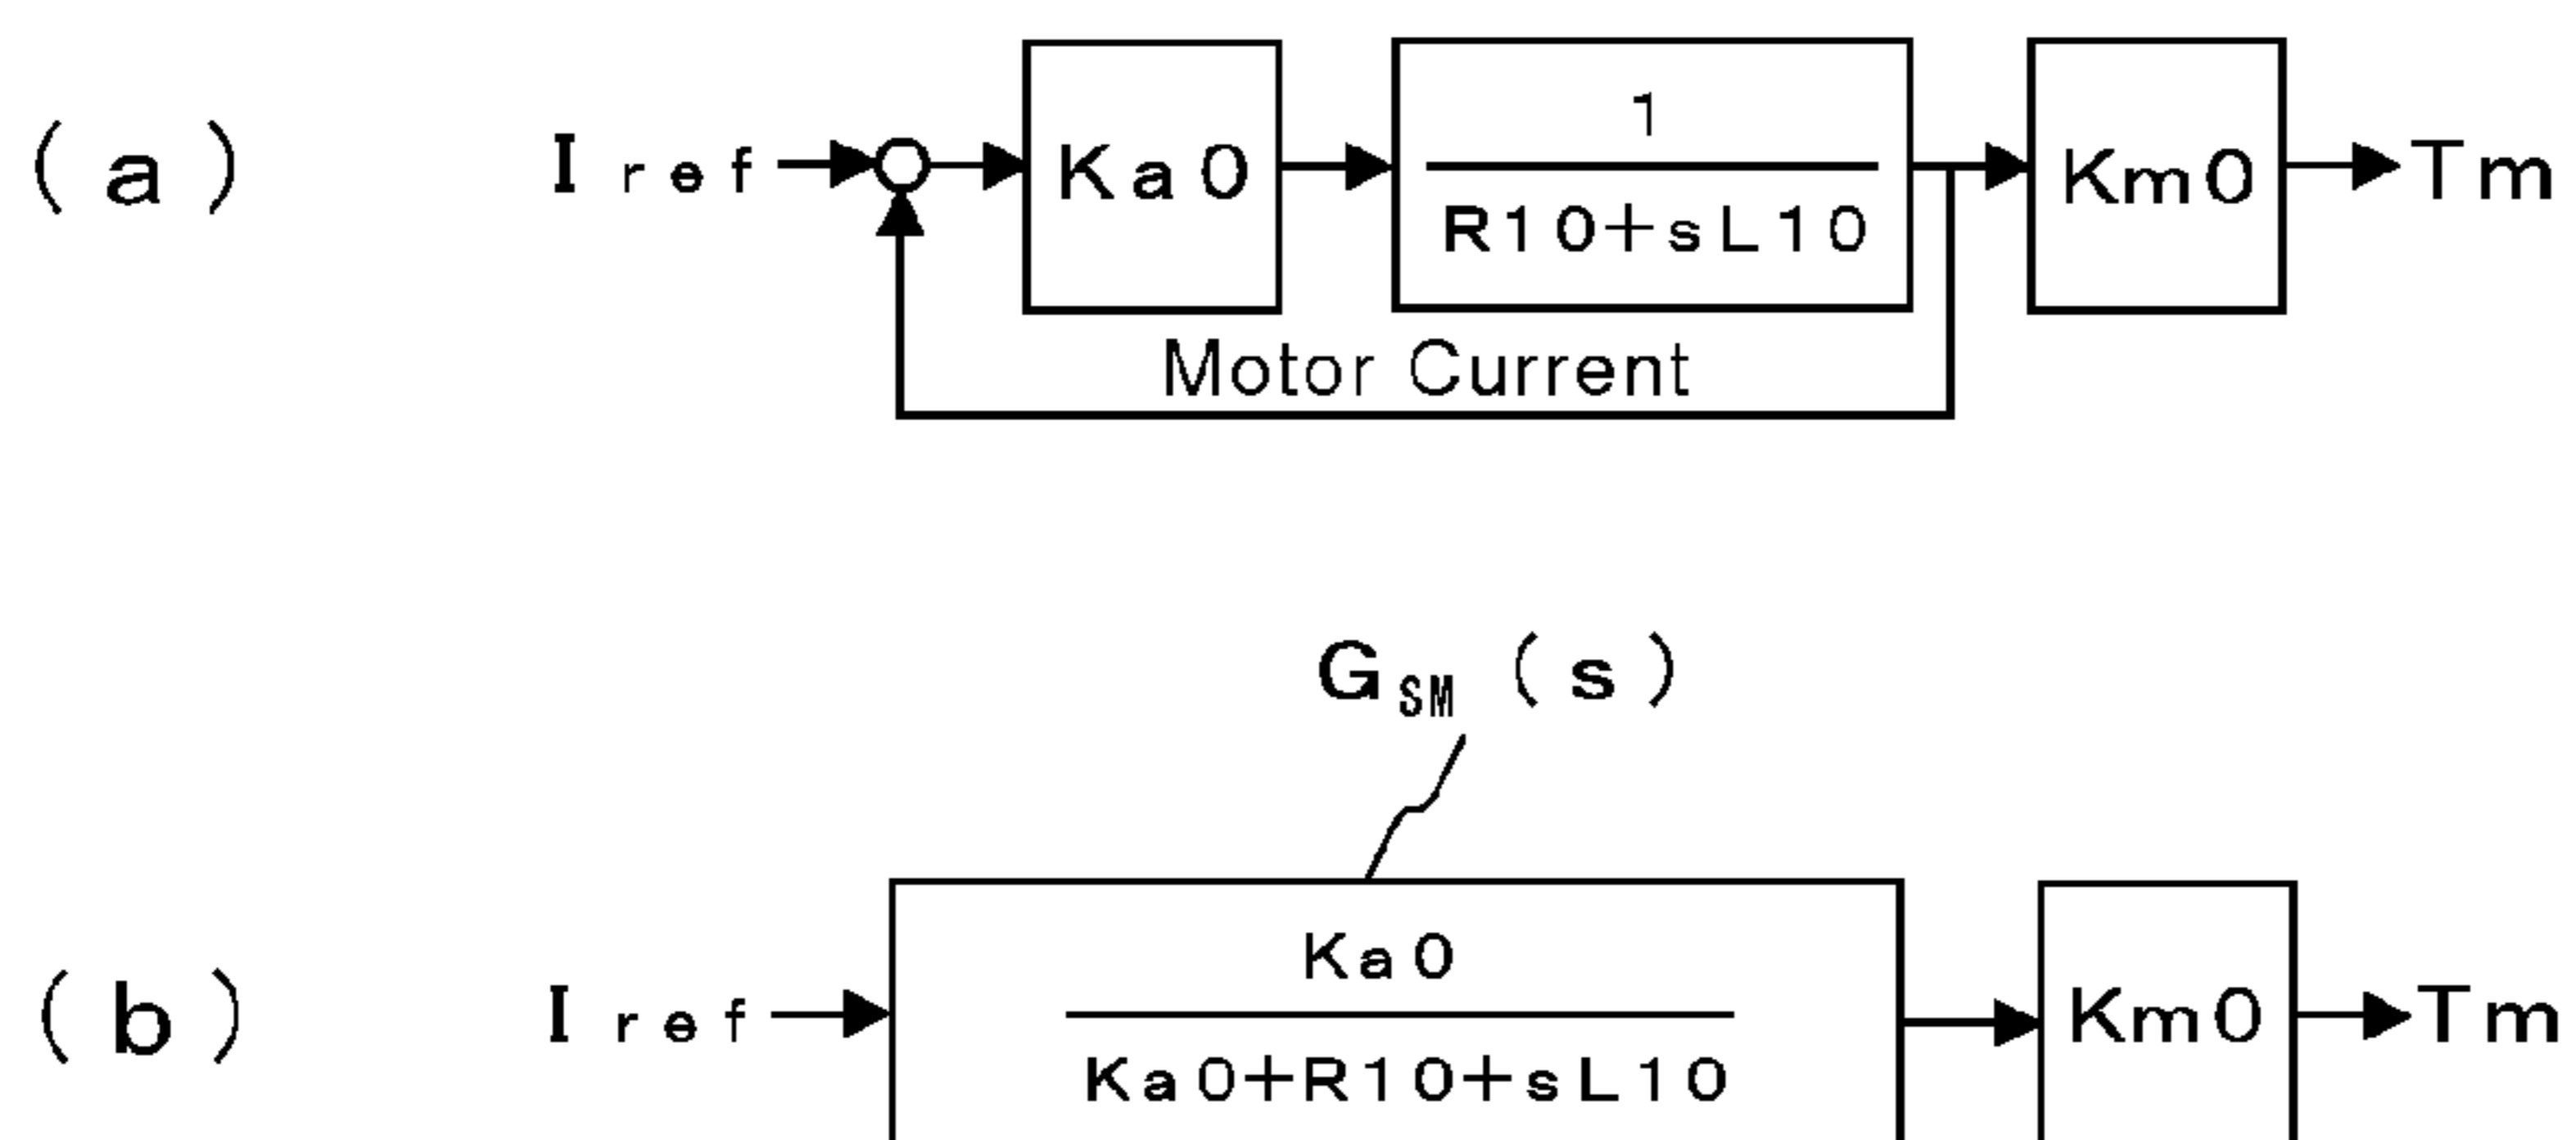 (a) Iref Ka0 1 Km0 Tm
R10+sL10
Motor Current
GSM(s)
(b) Iref Ka0 Km0 Tm
Ka0+R10+sL10